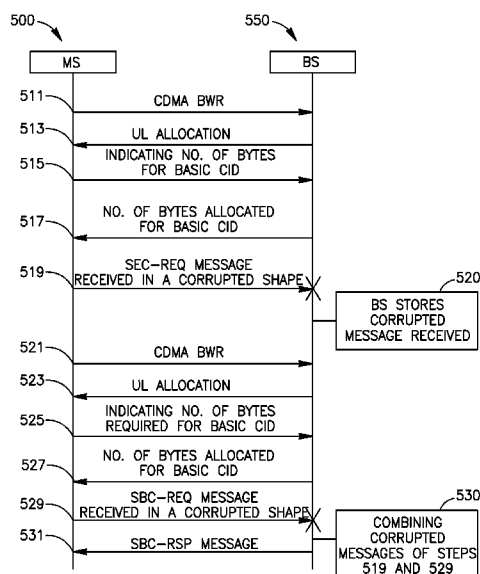 500
550
MS
BS
511
CDMA BWR
513
UL ALLOCATION
515
INDICATING NO. OF BYTES
FOR BASIC CID
517
NO. OF BYTES ALLOCATED
FOR BASIC CID
519
SEC-REQ MESSAGE
RECEIVED IN A CORRUPTED SHAPE
520
BS STORES
CORRUPTED
MESSAGE RECEIVED
521
CDMA BWR
523
UL ALLOCATION
525
INDICATING NO. OF BYTES
REQUIRED FOR BASIC CID
527
NO. OF BYTES ALLOCATED
FOR BASIC CID
529
SBC-REQ MESSAGE
RECEIVED IN A CORRUPTED SHAPE
530
COMBINING
CORRUPTED
MESSAGES OF STEPS
519 AND 529
531
SBC-RSP MESSAGE